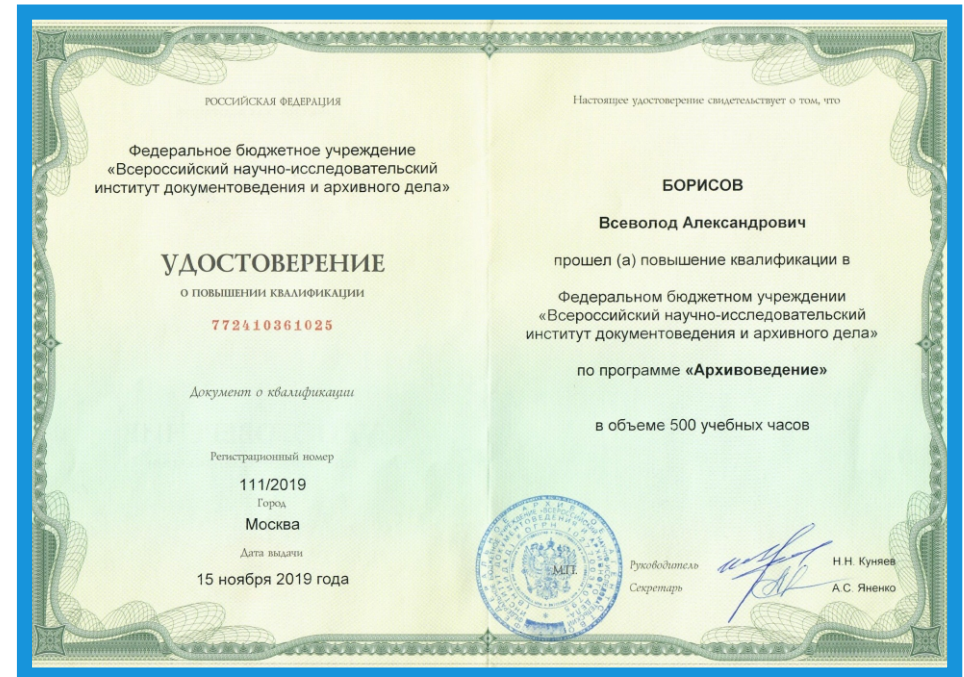 РОССИЙСКАЯ ФЕДЕРАЦИЯ
Федеральное бюджетное учреждение
«Всероссийский научно-исследовательский
институт документоведения и архивного дела»
УДОСТОВЕРЕНИЕ
О ПОВЫШЕНИИ КВАЛИФИКАЦИИ
772410361025
Документ о квалификации
Регистрационный номер
111/2019
Город
Москва
Дата выдачи
15 ноября 2019 года
Настоящее удостоверение свидетельствует о том, что
БОРИСОВ
Всеволод Александрович
прошел (а) повышение квалификации в
Федеральном бюджетном учреждении
«Всероссийский научно-исследовательский
институт документоведения и архивного дела»
по программе «Архивоведение»
в объеме 500 учебных часов
М.П.
Руководитель
Н.Н. Куняев
Секретарь
А.С. Яненко